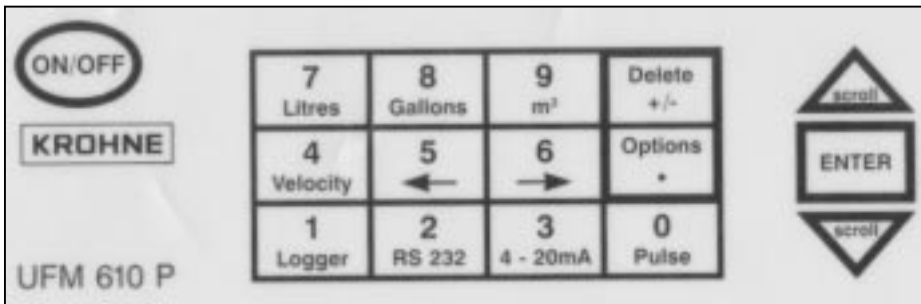 ON/OFF
KROHNE
UFM 610 P
7 8 9 Delete
Litres Gallons m³ +/-
4 5 6 Options
Velocity ← → •
1 2 3 0
Logger RS 232 4 - 20mA Pulse
scroll
ENTER
scroll